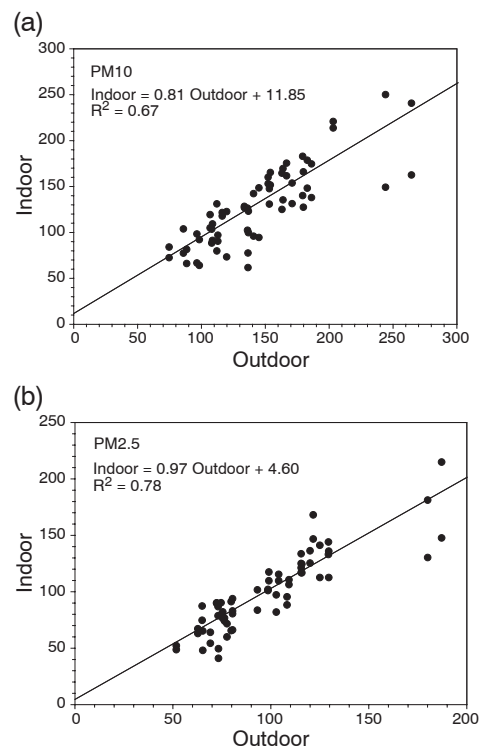 (a)
300
PM10
250
Indoor = 0.81 Outdoor + 11.85
R² = 0.67
200
150
100
50
0
Indoor
0 50 100 150 200 250 300
Outdoor
(b)
250
PM2.5
200
Indoor = 0.97 Outdoor + 4.60
R² = 0.78
150
100
50
0
Indoor
0 50 100 150 200
Outdoor